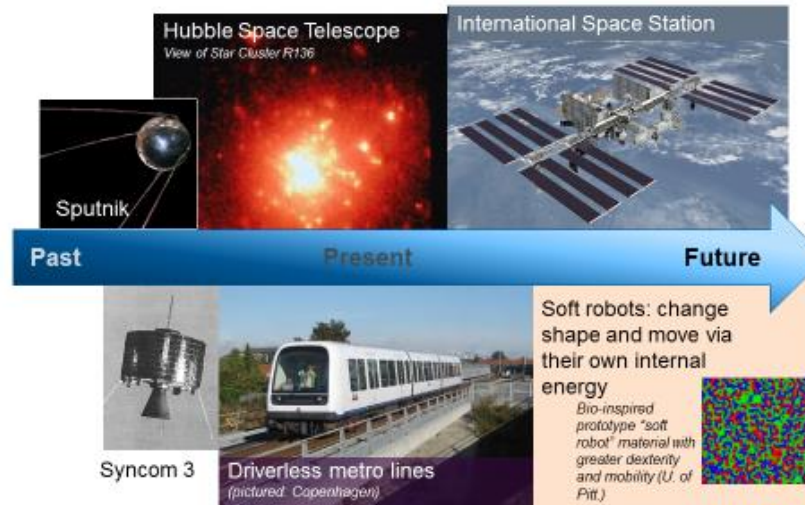 Hubble Space Telescope
View of Star Cluster R136
International Space Station
Sputnik
Past
Present
Future
Syncom 3
Driverless metro lines
(pictured: Copenhagen)
Soft robots: change
shape and move via
their own internal
energy
Bio-inspired
prototype “soft
robot” material with
greater dexterity
and mobility (U. of
Pitt.)